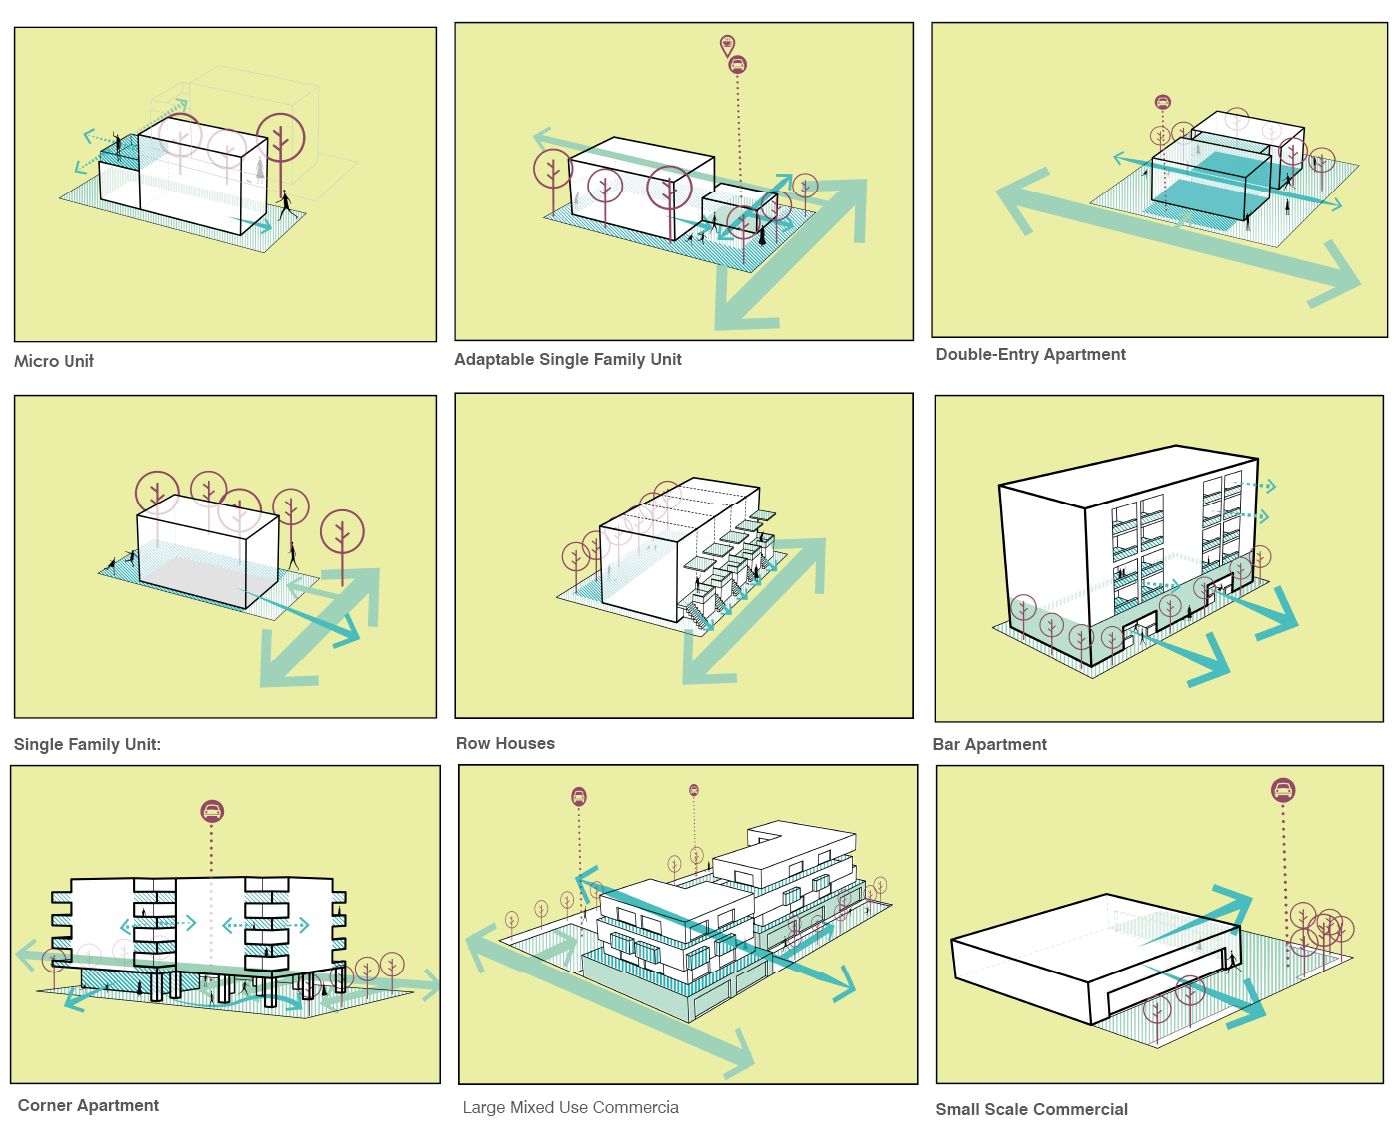 Micro Unit
Adaptable Single Family Unit
Double-Entry Apartment
Single Family Unit:
Row Houses
Bar Apartment
Corner Apartment
Large Mixed Use Commercia
Small Scale Commercial